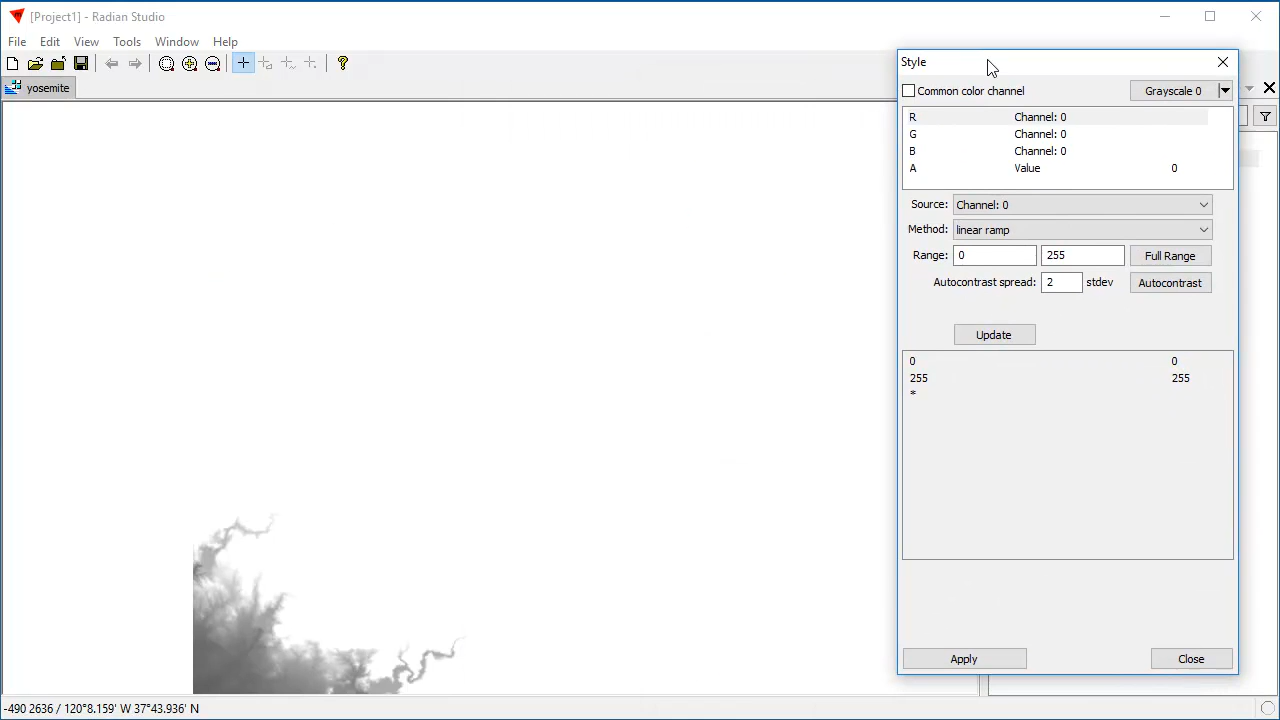 [Project1] - Radian Studio
File Edit View Tools Window Help
yosemite
Style
Common color channel Grayscale 0
R Channel: 0
G Channel: 0
B Channel: 0
A Value 0
Source: Channel: 0
Method: linear ramp
Range: 0 255 Full Range
Autocontrast spread: 2 stdev Autocontrast
Update
0 0
255 255
*
Apply Close
-490 2636 / 120°8.159' W 37°43.936' N